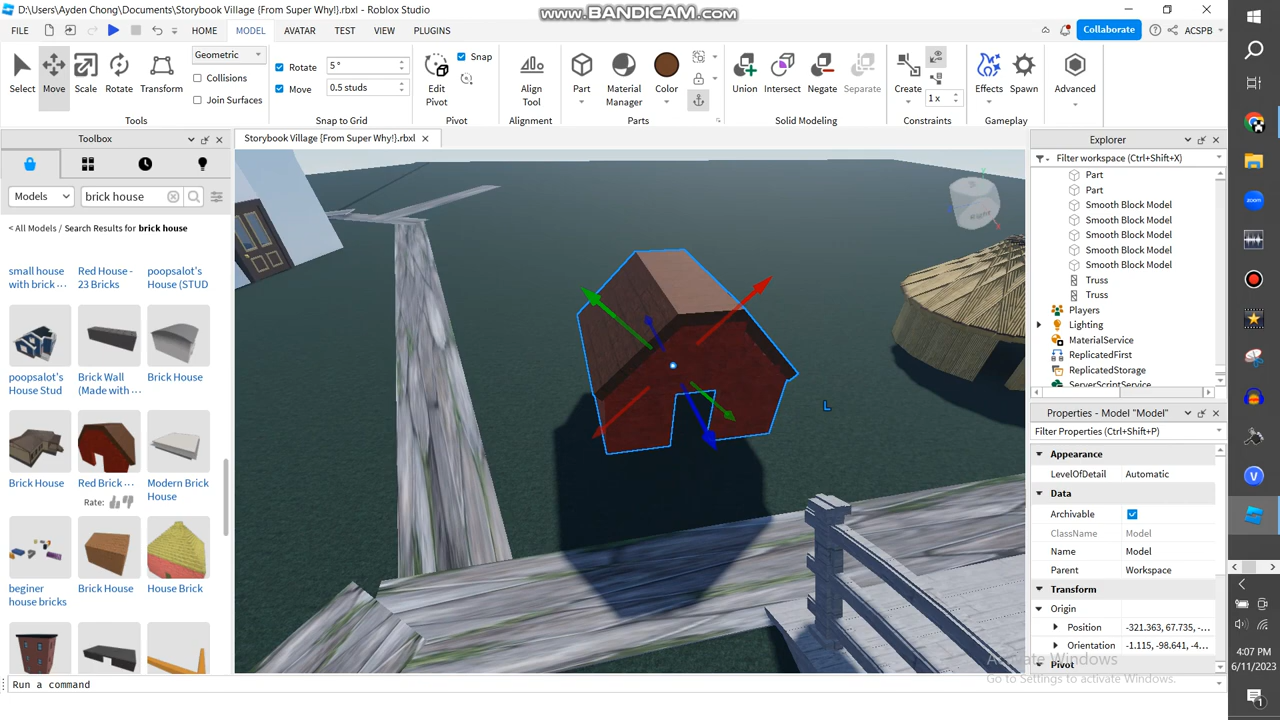 D:\Users\Ayden Chong\Documents\Storybook Village {From Super Why!}.rbxl - Roblox Studio
www.BANDICAM.com
FILE HOME MODEL AVATAR TEST VIEW PLUGINS
Collaborate ACSPB
Select Move Scale Rotate Transform
Geometric
Collisions
Join Surfaces
Tools
Rotate 5 °
Move 0.5 studs
Snap to Grid
Edit Pivot
Snap
Pivot
Align Tool
Alignment
Part Material Manager Color
Parts
Union Intersect Negate Separate
Solid Modeling
Create 1 x
Constraints
Effects Spawn
Gameplay
Advanced
Toolbox
Models brick house
< All Models / Search Results for brick house
small house with brick ...
Red House - 23 Bricks
poopsalot's House (STUD
poopsalot's House Stud
Brick Wall (Made with ...
Brick House
Brick House
Red Brick ...
Rate:
Modern Brick House
beginer house bricks
Brick House
House Brick
Storybook Village {From Super Why!}.rbxl
Right
L
Explorer
Filter workspace (Ctrl+Shift+X)
Part
Part
Smooth Block Model
Smooth Block Model
Smooth Block Model
Smooth Block Model
Smooth Block Model
Truss
Truss
Players
Lighting
MaterialService
ReplicatedFirst
ReplicatedStorage
ServerScriptService
Properties - Model "Model"
Filter Properties (Ctrl+Shift+P)
Appearance
LevelOfDetail Automatic
Data
Archivable
ClassName Model
Name Model
Parent Workspace
Transform
Origin
Position -321.363, 67.735, -...
Orientation -1.115, -98.641, -4...
Pivot
Activate Windows
Go to Settings to activate Windows.
Run a command
zoom
4:07 PM
6/11/2023